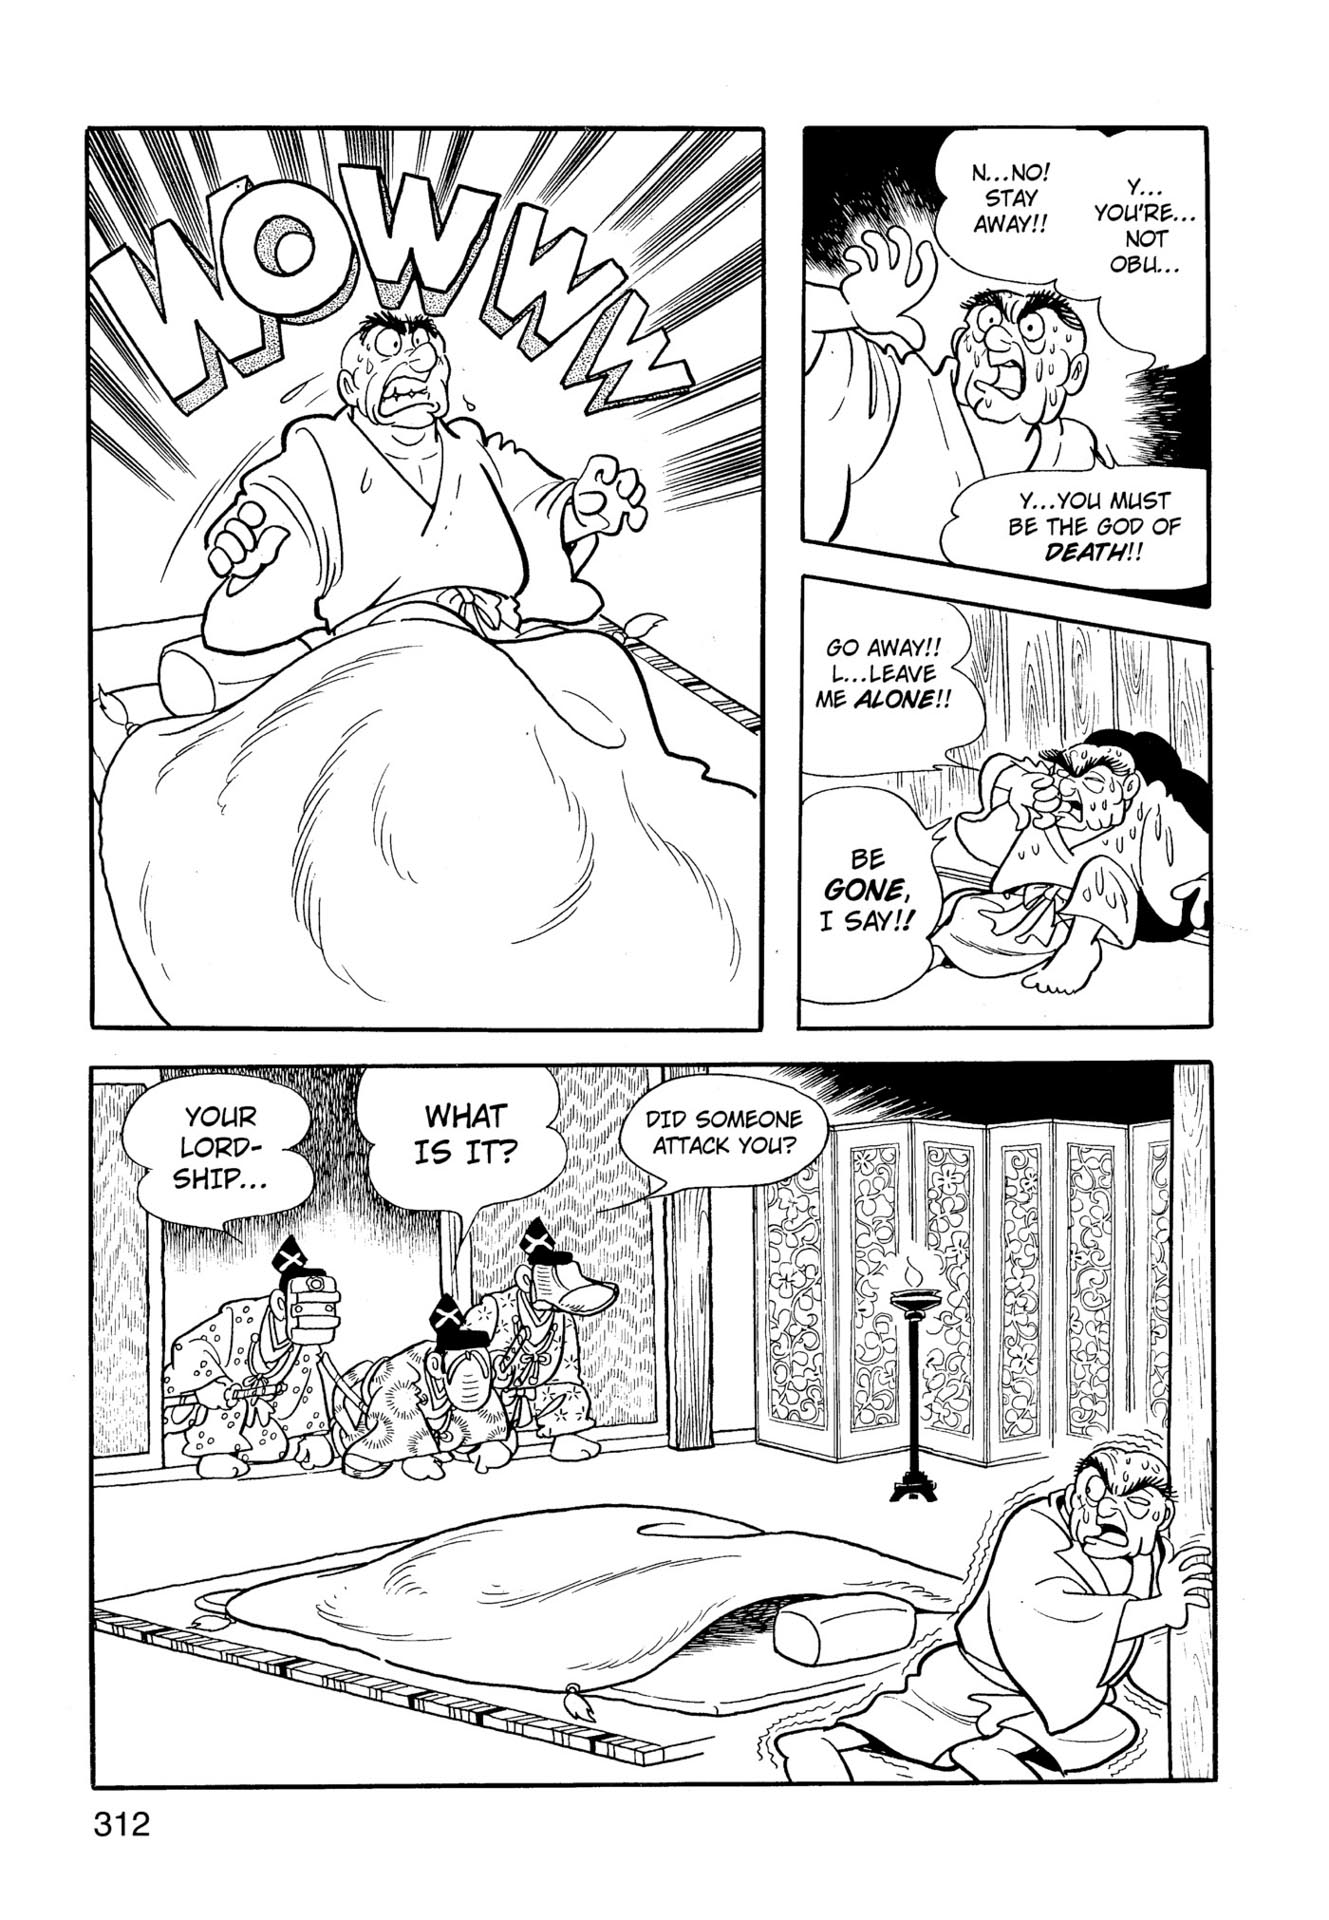 WOWWWW
N...NO!
STAY
AWAY!!
Y...
YOU'RE...
NOT
OBU...
Y...YOU MUST
BE THE GOD OF
DEATH!!
GO AWAY!!
L...LEAVE
ME ALONE!!
BE
GONE,
I SAY!!
YOUR
LORD-
SHIP...
WHAT
IS IT?
DID SOMEONE
ATTACK YOU?
312